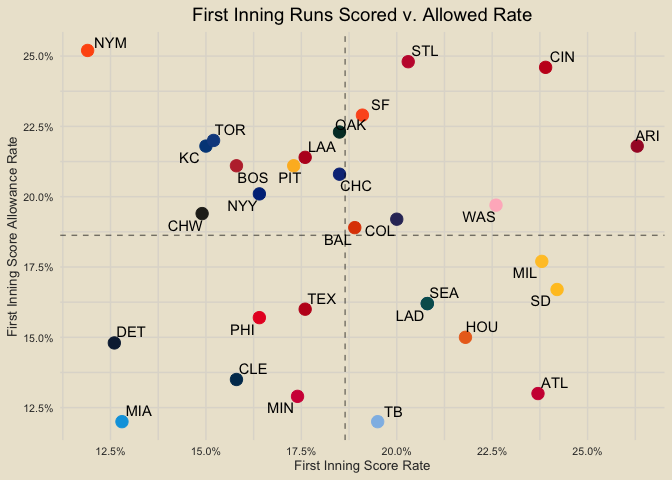 First Inning Runs Scored v. Allowed Rate
NYM
STL
CIN
25.0%
SF
OAK
TOR
22.5%
ARI
LAA
KC
BOS
PIT
CHC
20.0%
NYY
WAS
CHW
COL
BAL
First Inning Score Allowance Rate
17.5%
MIL
SEA
SD
TEX
LAD
PHI
HOU
DET
15.0%
CLE
ATL
MIN
12.5%
MIA
TB
12.5%
15.0%
17.5%
20.0%
22.5%
25.0%
First Inning Score Rate